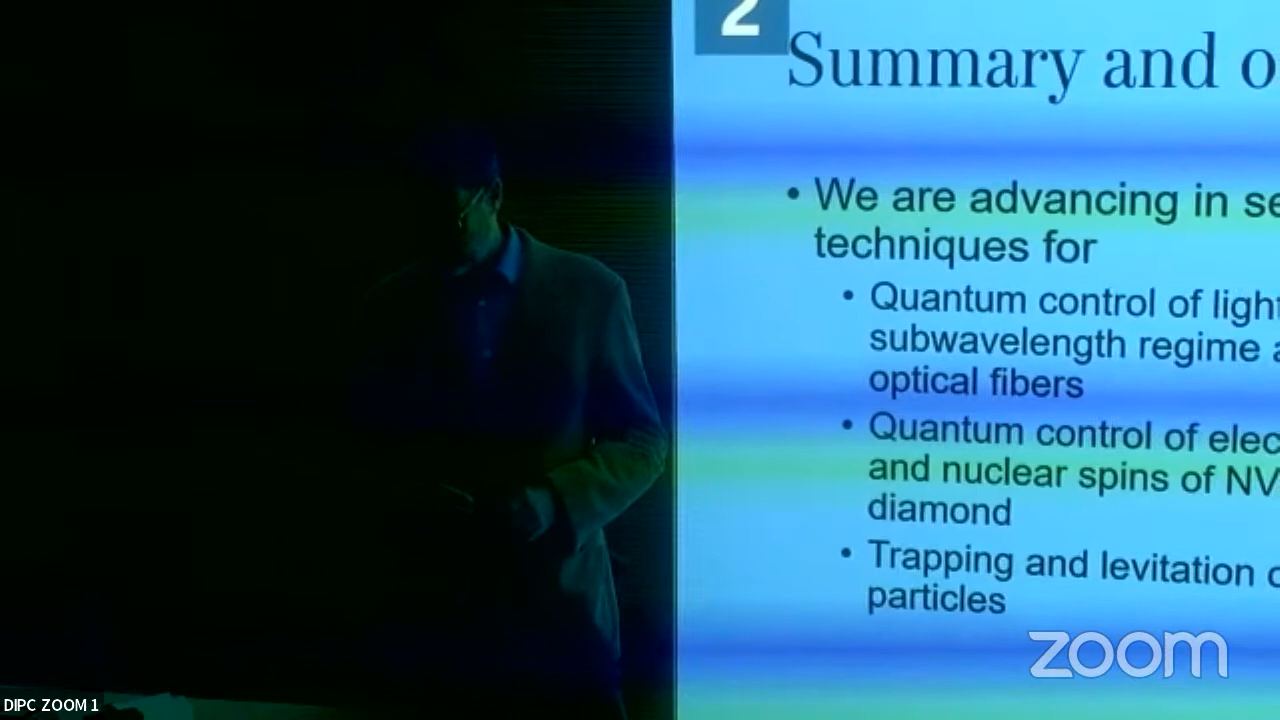 2
Summary and o
• We are advancing in se
techniques for
• Quantum control of light
subwavelength regime a
optical fibers
• Quantum control of elec
and nuclear spins of NV
diamond
• Trapping and levitation o
particles
zoom
DIPC ZOOM 1